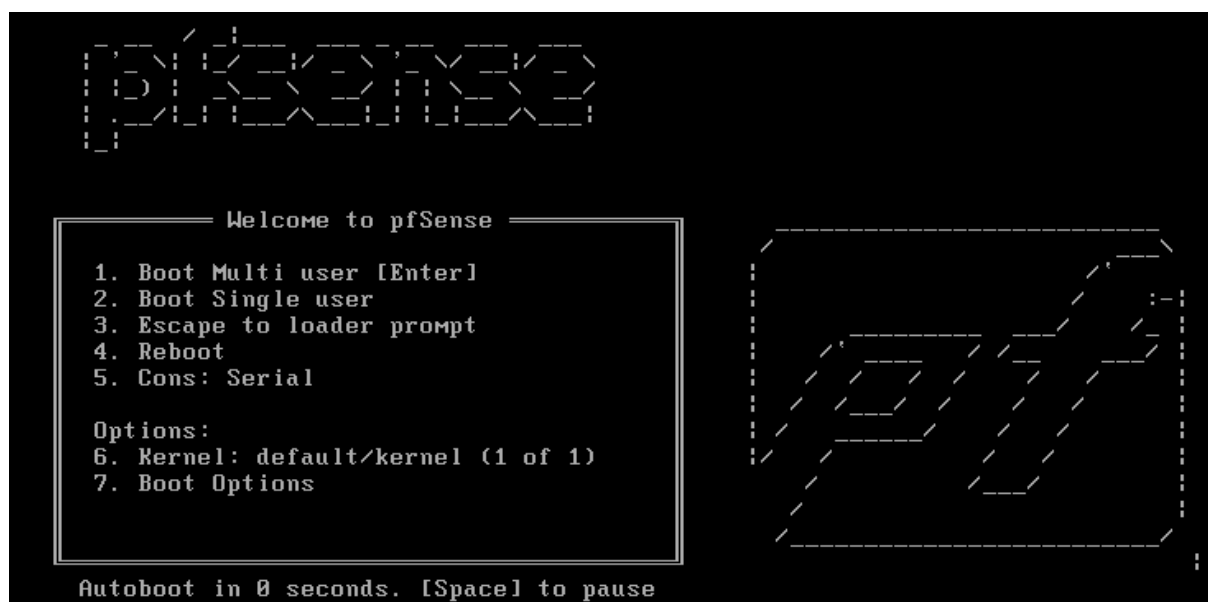 pfsense
Welcome to pfSense
1. Boot Multi user [Enter]
2. Boot Single user
3. Escape to loader prompt
4. Reboot
5. Cons: Serial
Options:
6. Kernel: default/kernel (1 of 1)
7. Boot Options
pf
Autoboot in 0 seconds. [Space] to pause